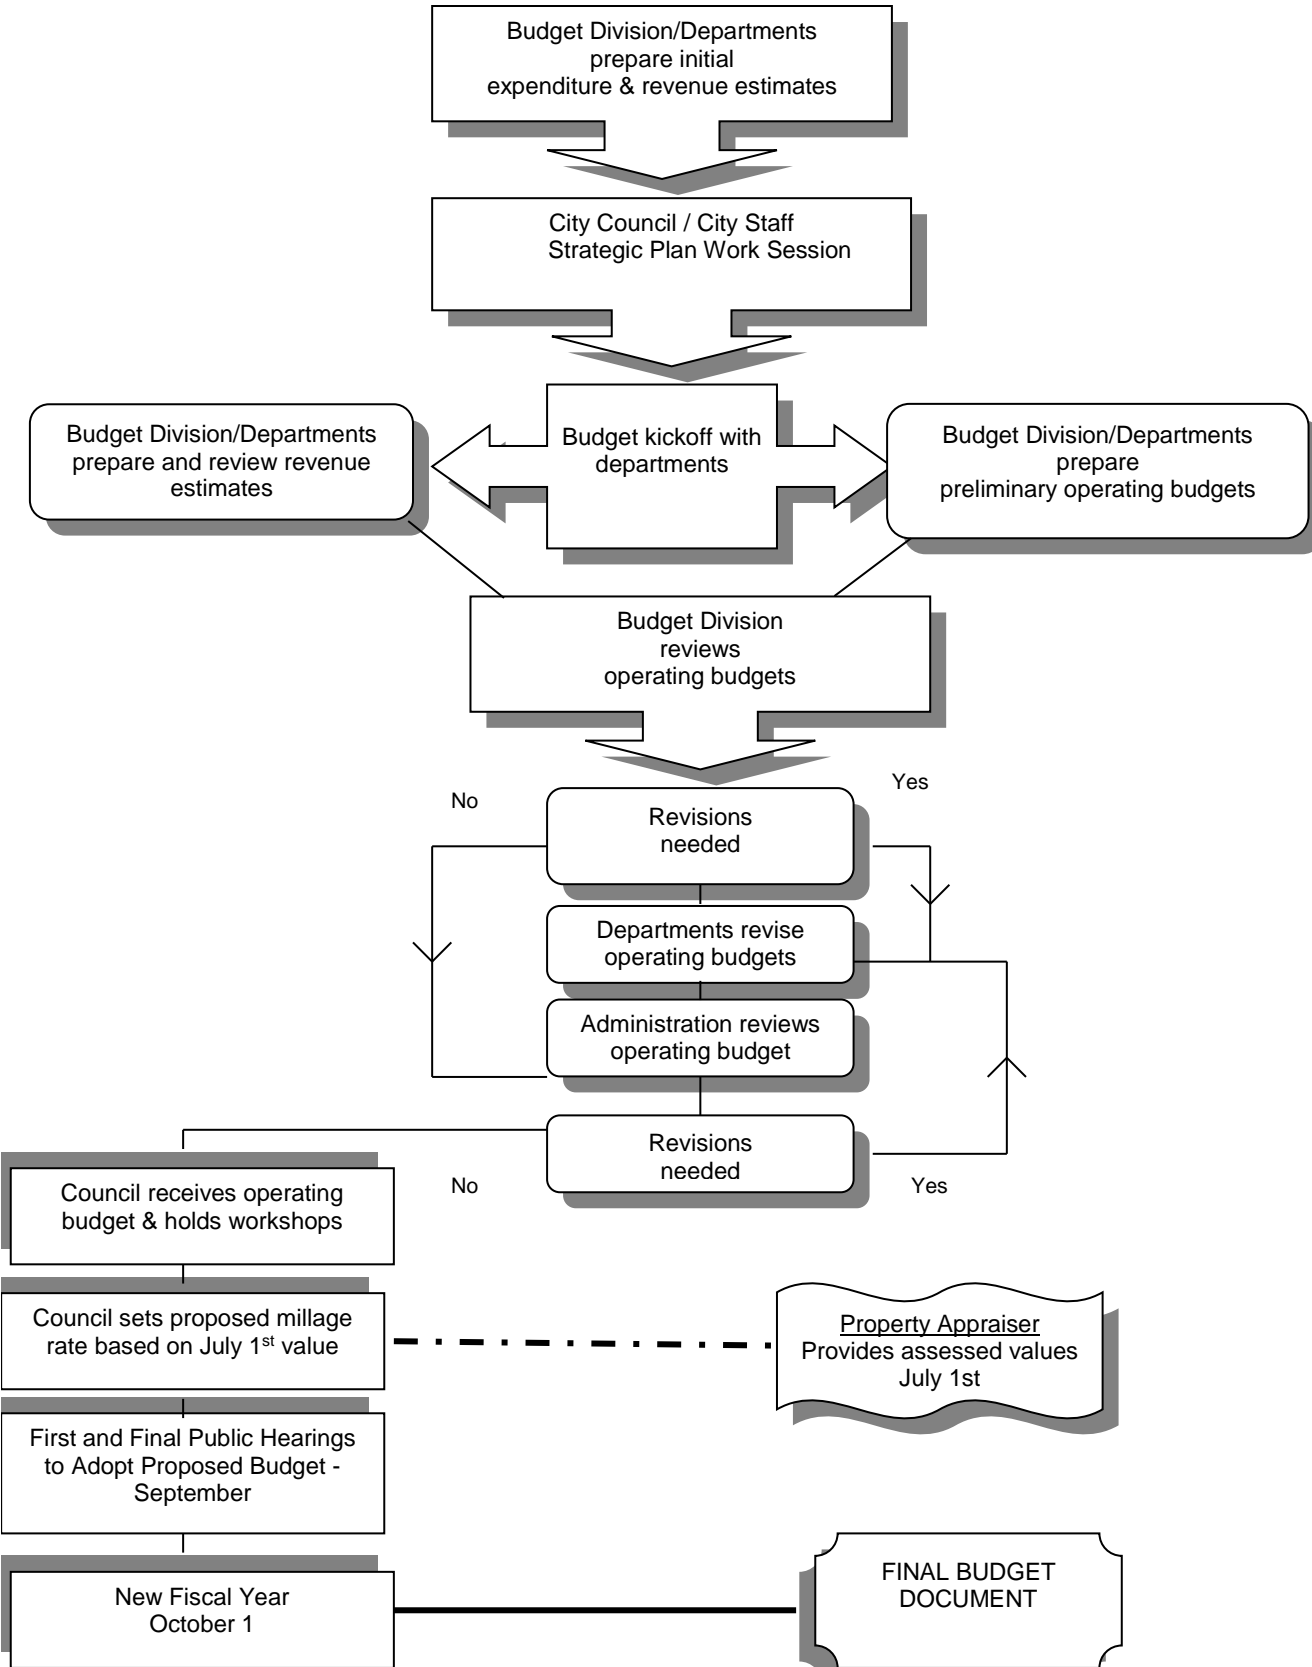 Budget Division/Departments
prepare initial
expenditure & revenue estimates
City Council / City Staff
Strategic Plan Work Session
Budget Division/Departments
prepare and review revenue
estimates
Budget kickoff with
departments
Budget Division/Departments
prepare
preliminary operating budgets
Budget Division
reviews
operating budgets
No
Yes
Revisions
needed
Departments revise
operating budgets
Administration reviews
operating budget
Revisions
needed
No
Yes
Council receives operating
budget & holds workshops
Council sets proposed millage
rate based on July 1st value
Property Appraiser
Provides assessed values
July 1st
First and Final Public Hearings
to Adopt Proposed Budget -
September
New Fiscal Year
October 1
FINAL BUDGET
DOCUMENT